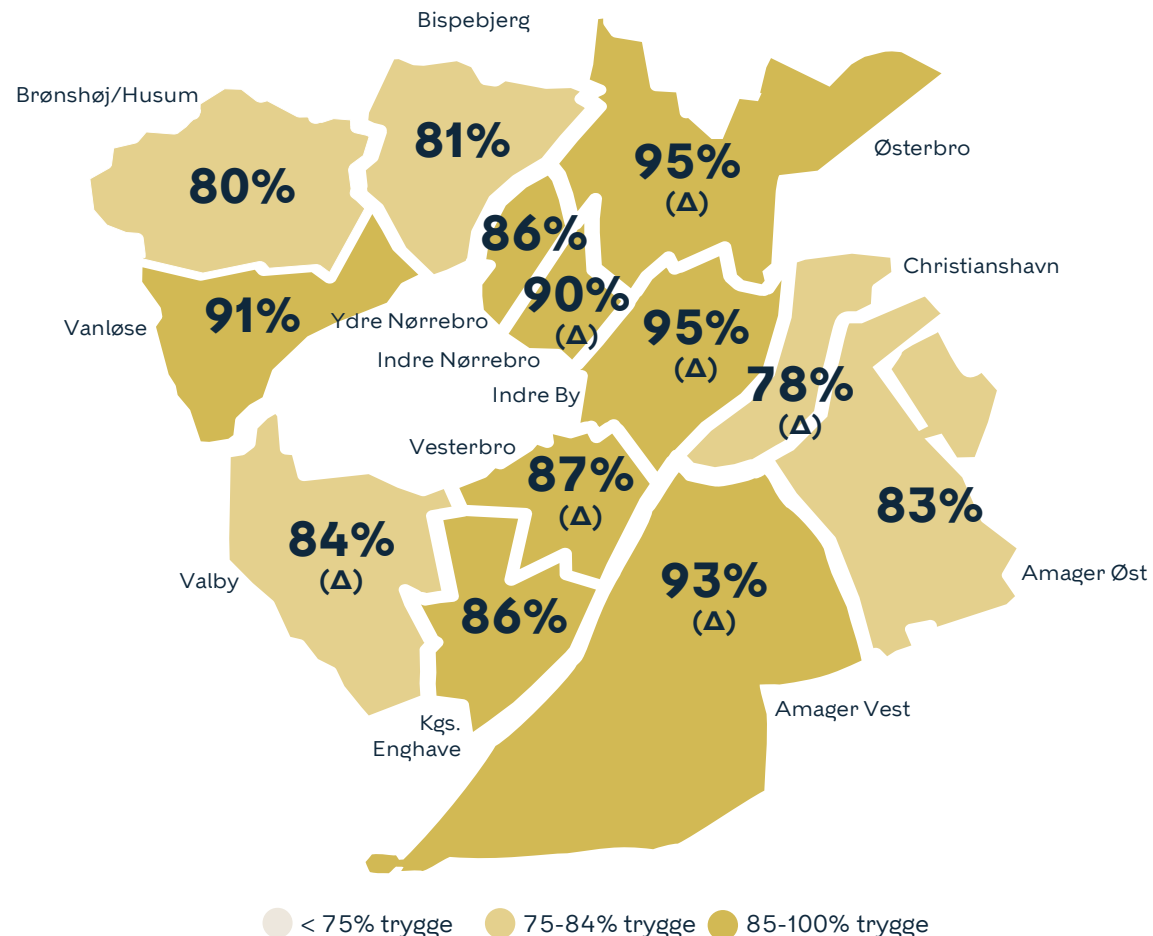 Bispebjerg
Brønshøj/Husum
81%
95%
(Δ)
Østerbro
80%
86%
Christianshavn
90%
(Δ)
91%
Vanløse
Ydre Nørrebro
95%
(Δ)
Indre Nørrebro
78%
(Δ)
Indre By
Vesterbro
87%
(Δ)
83%
84%
(Δ)
Valby
93%
(Δ)
Amager Øst
86%
Amager Vest
Kgs.
Enghave
< 75% trygge
75-84% trygge
85-100% trygge